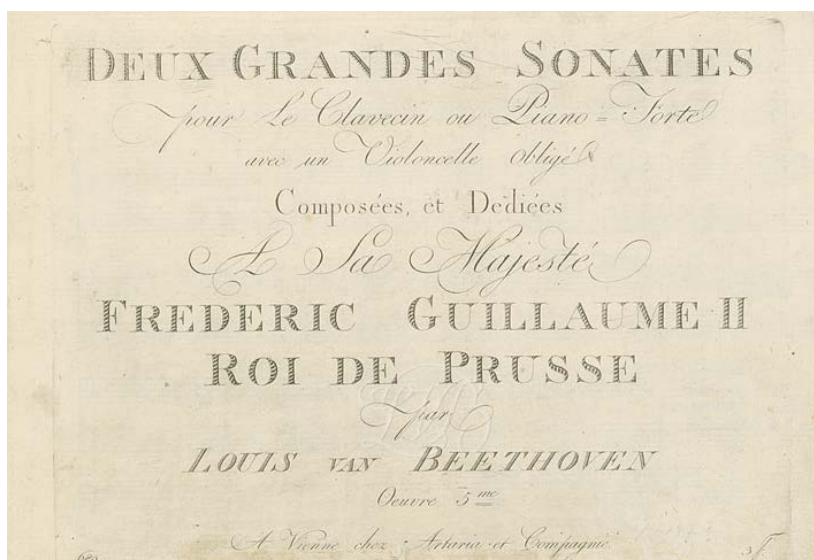 DEUX GRANDES SONATES
pour Le Clavecin ou Piano=Forte
avec un Violoncelle obligé
Composées, et Dediées
A Sa Majesté
FREDERIC GUILLAUME II
ROI DE PRUSSE
par
LOUIS VAN BEETHOVEN
Oeuvre 5me
A Vienne chez Artaria et Compagnie.